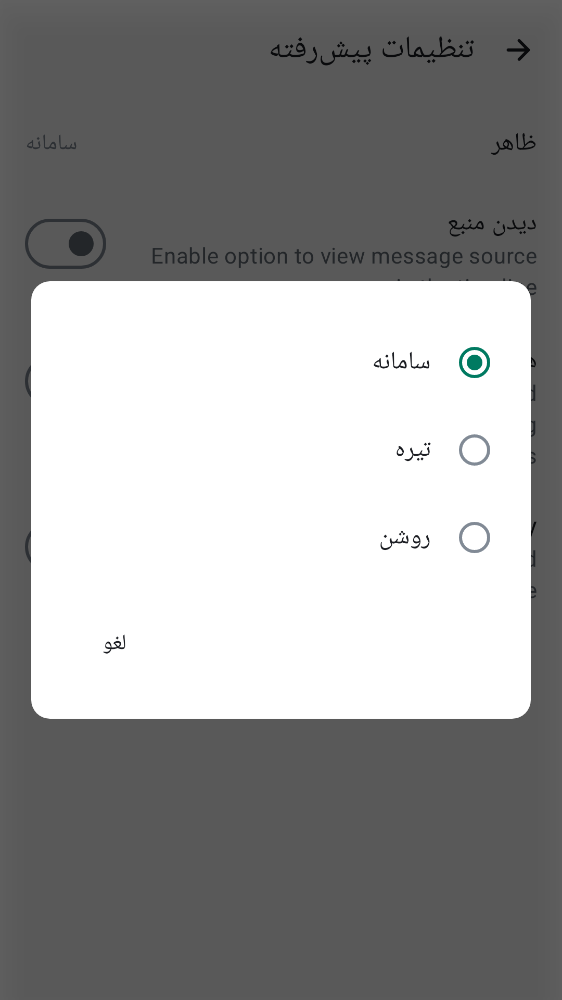 تنظیمات پیش‌رفته
ظاهر
سامانه
دیدن منبع
Enable option to view message source
سامانه
تیره
روشن
لغو